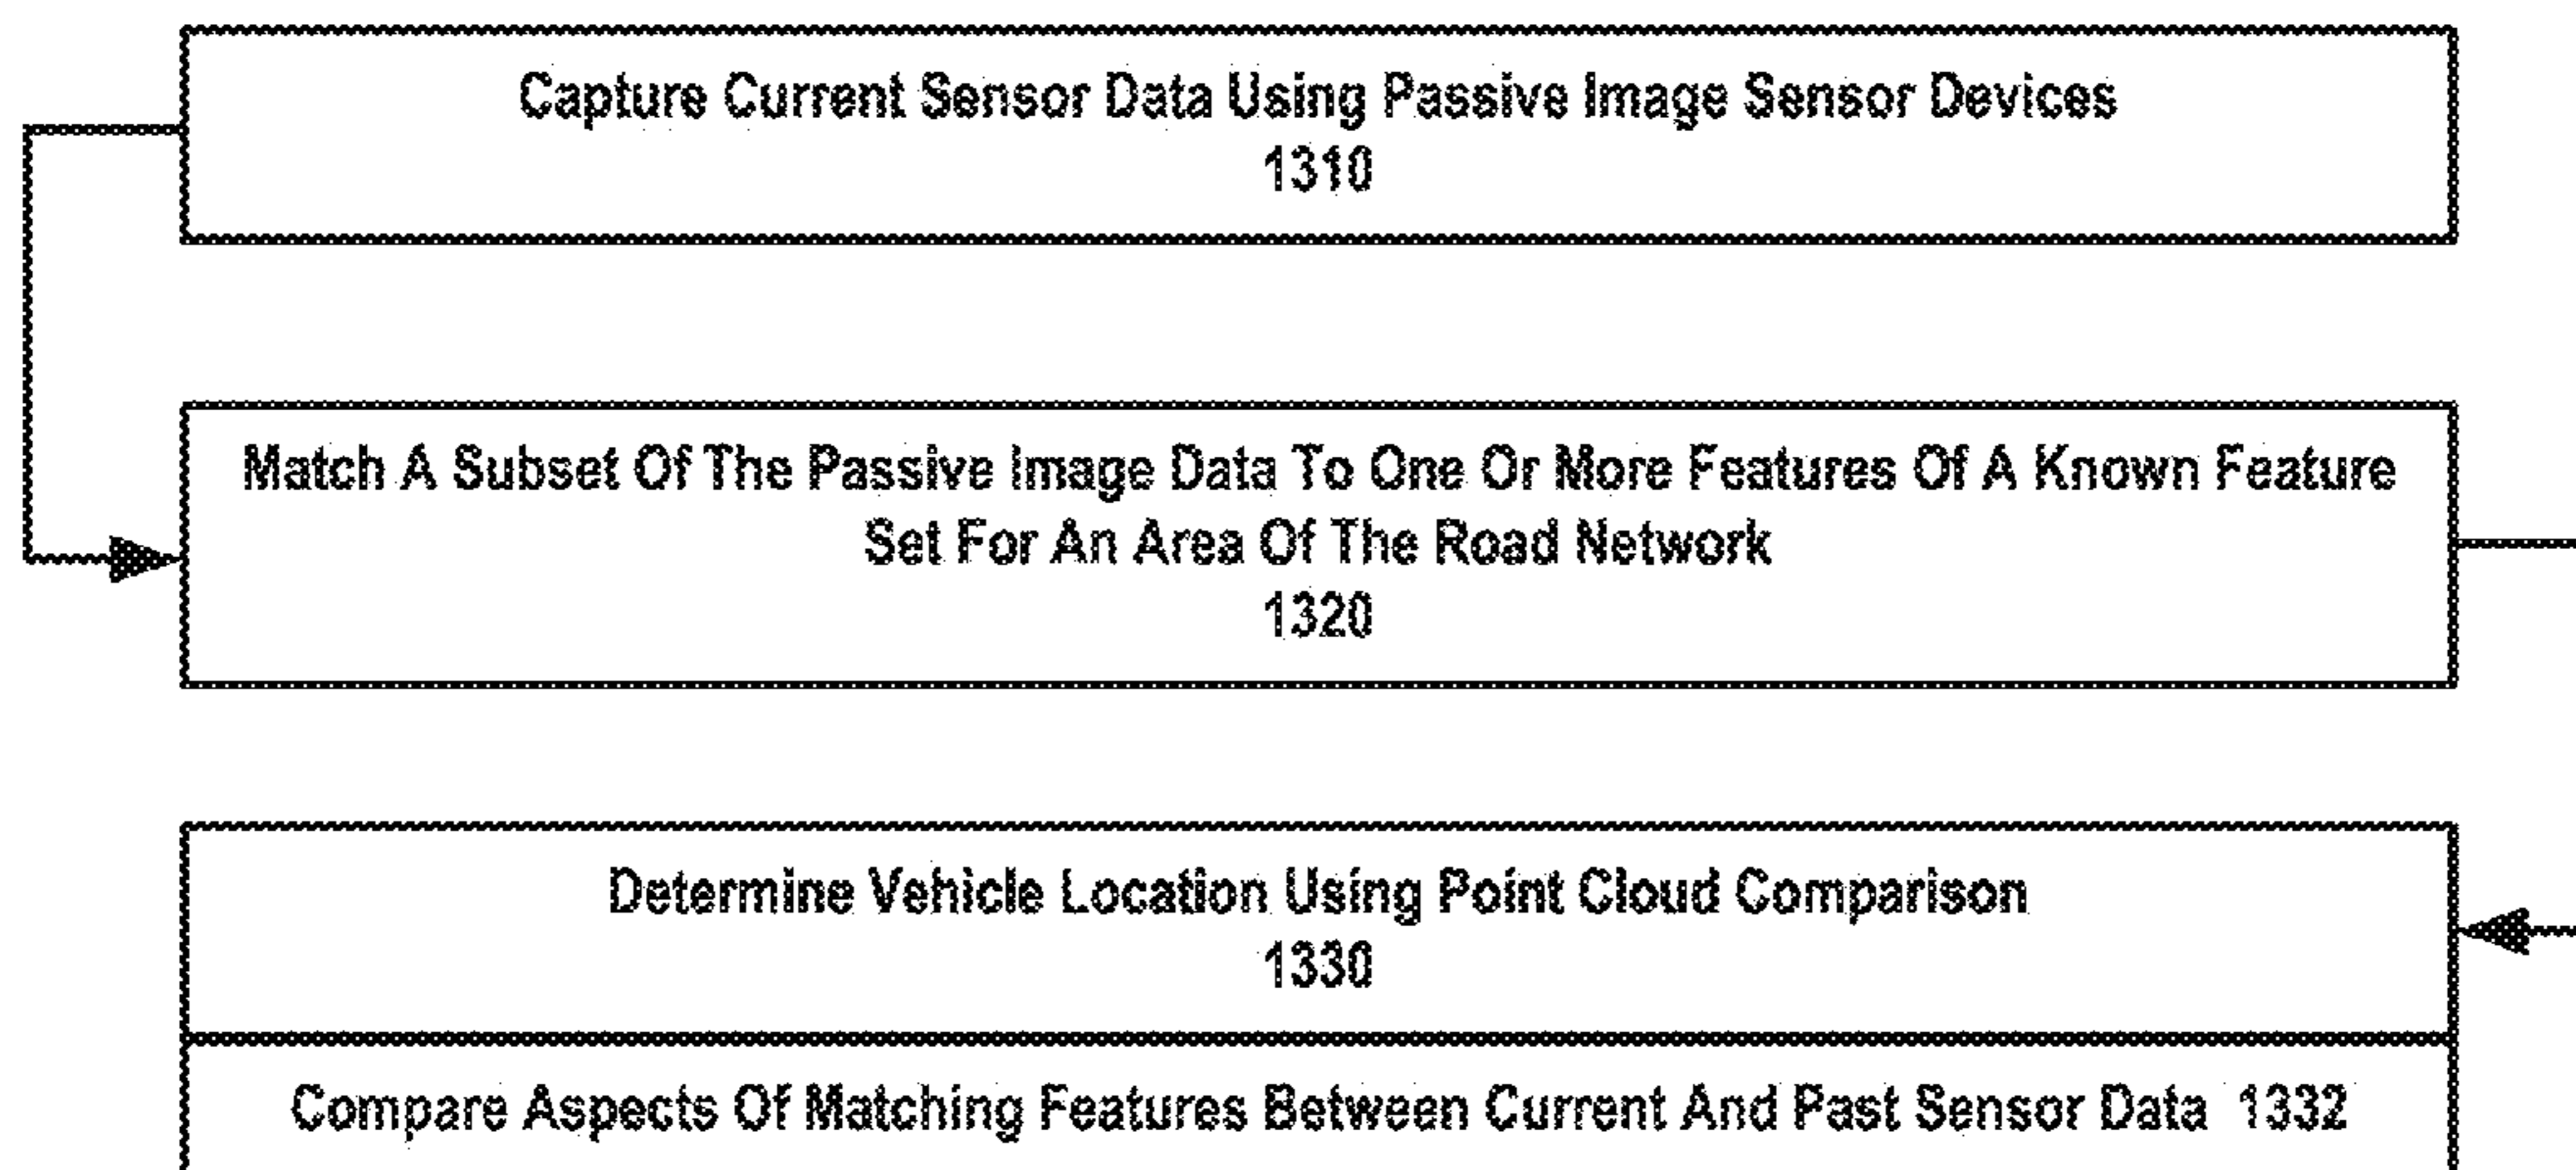 Capture Current Sensor Data Using Passive Image Sensor Devices
1310
Match A Subset Of The Passive Image Data To One Or More Features Of A Known Feature
Set For An Area Of The Road Network
1320
Determine Vehicle Location Using Point Cloud Comparison
1330
Compare Aspects Of Matching Features Between Current And Past Sensor Data 1332